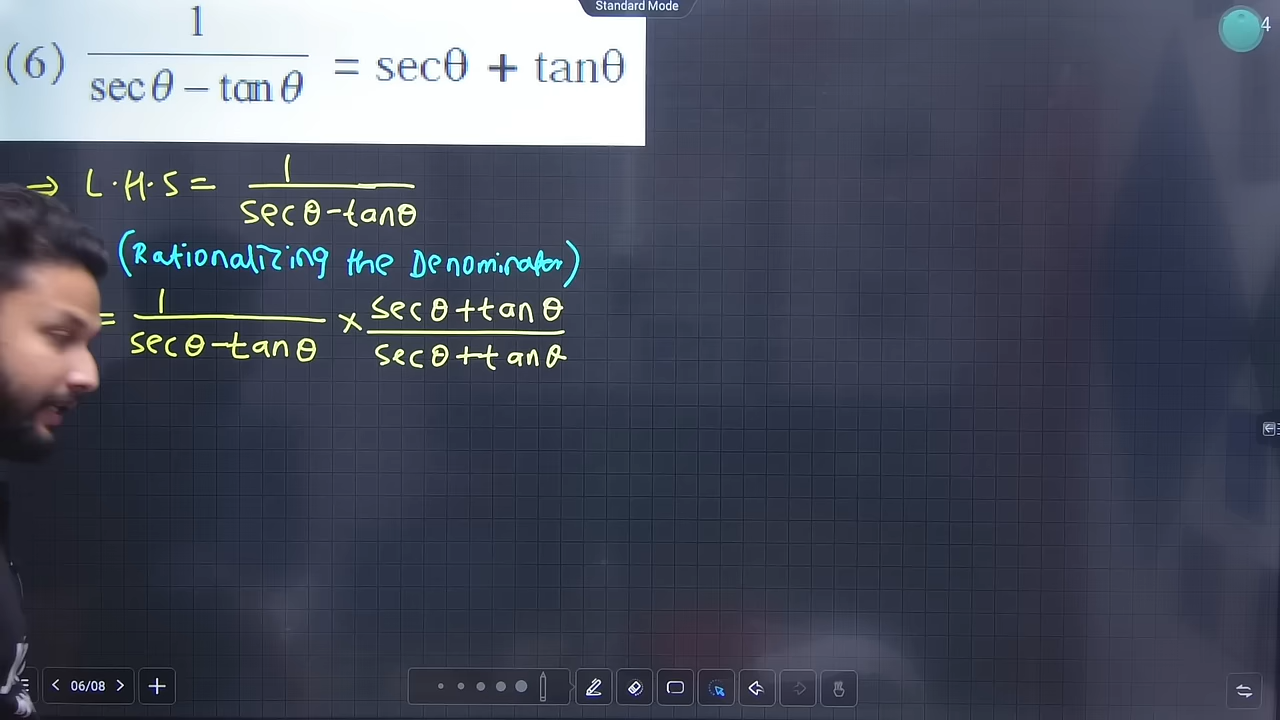 Standard Mode
4
(6) 1/(secθ − tanθ) = secθ + tanθ
⇒ L.H.S = 1/(secθ-tanθ)
(Rationalizing the Denominator)
= 1/(secθ-tanθ) × (secθ+tanθ)/(secθ+tanθ)
06/08